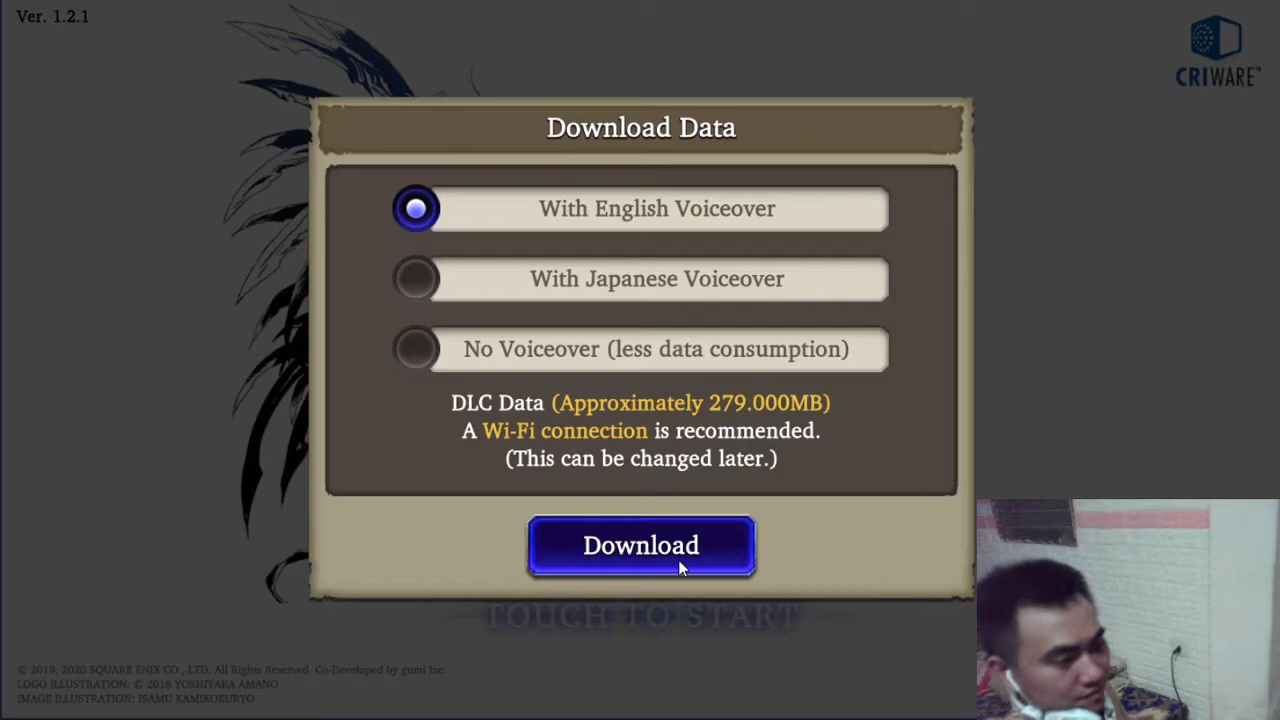 Ver. 1.2.1
CRIWARE™
Download Data
With English Voiceover
With Japanese Voiceover
No Voiceover (less data consumption)
DLC Data (Approximately 279.000MB)
A Wi-Fi connection is recommended.
(This can be changed later.)
Download
TOUCH TO START
© 2019, 2020 SQUARE ENIX CO., LTD. All Rights Reserved. Co-Developed by gumi Inc.
LOGO ILLUSTRATION: © 2018 YOSHITAKA AMANO
IMAGE ILLUSTRATION: ISAMU KAMIKOKURYO